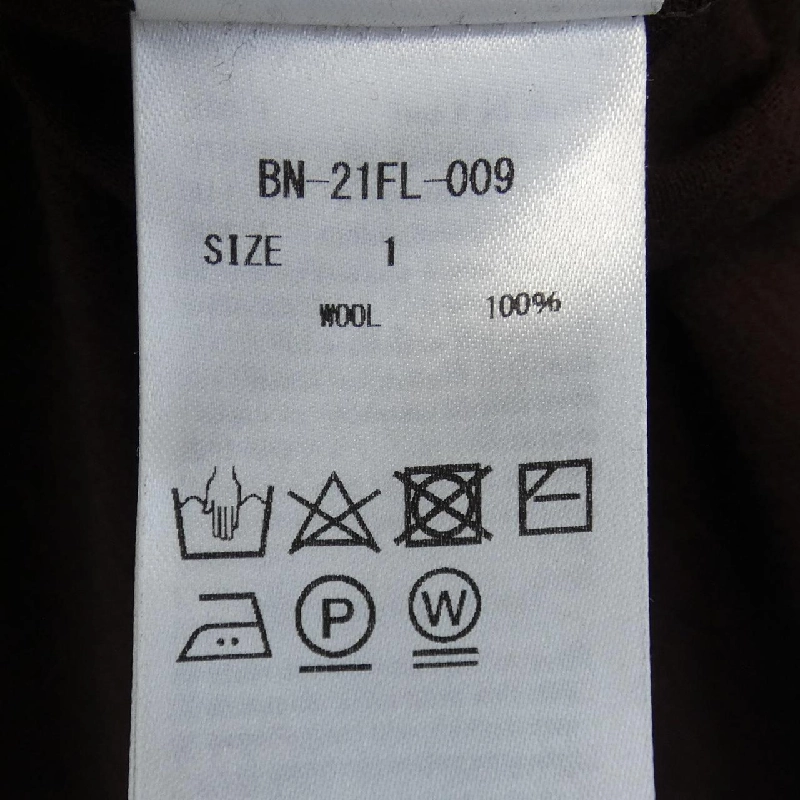 BN-21FL-009
SIZE 1
WOOL 100%
P W